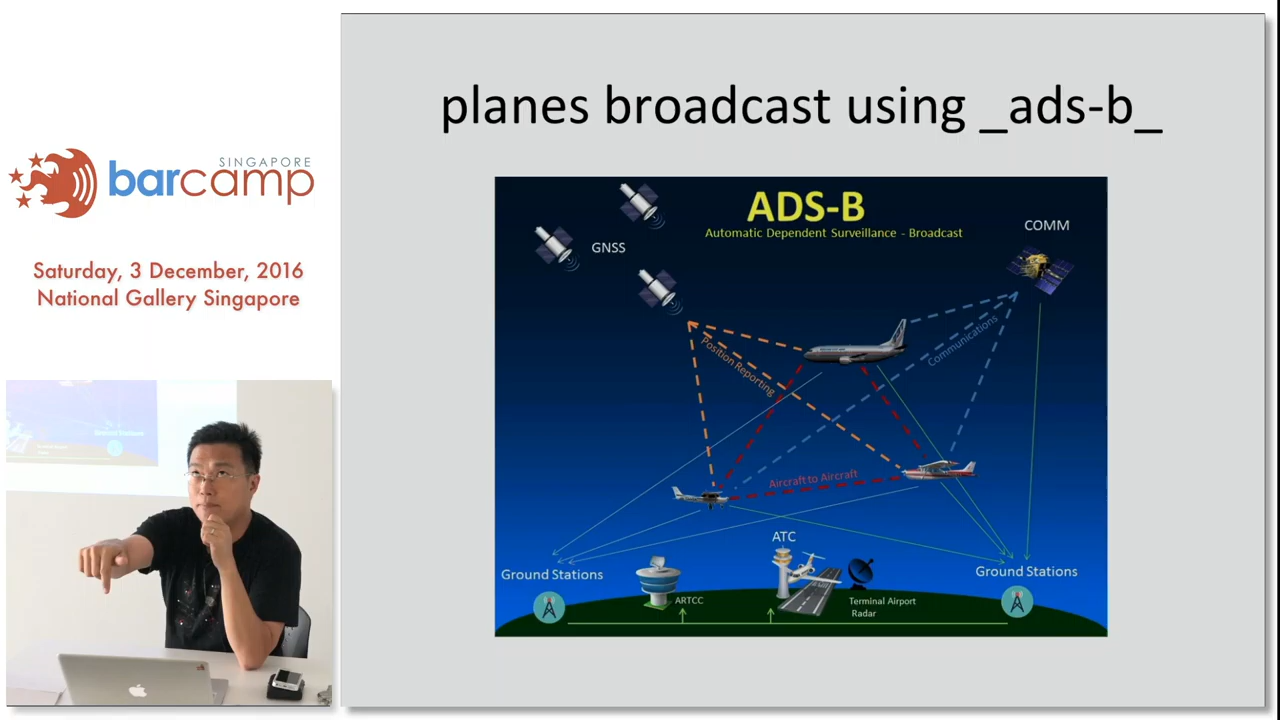 SINGAPORE
barcamp
Saturday, 3 December, 2016
National Gallery Singapore
planes broadcast using _ads-b_
ADS-B
Automatic Dependent Surveillance - Broadcast
GNSS
COMM
Position Reporting
Communications
Aircraft to Aircraft
ATC
Ground Stations
Ground Stations
ARTCC
Terminal Airport
Radar